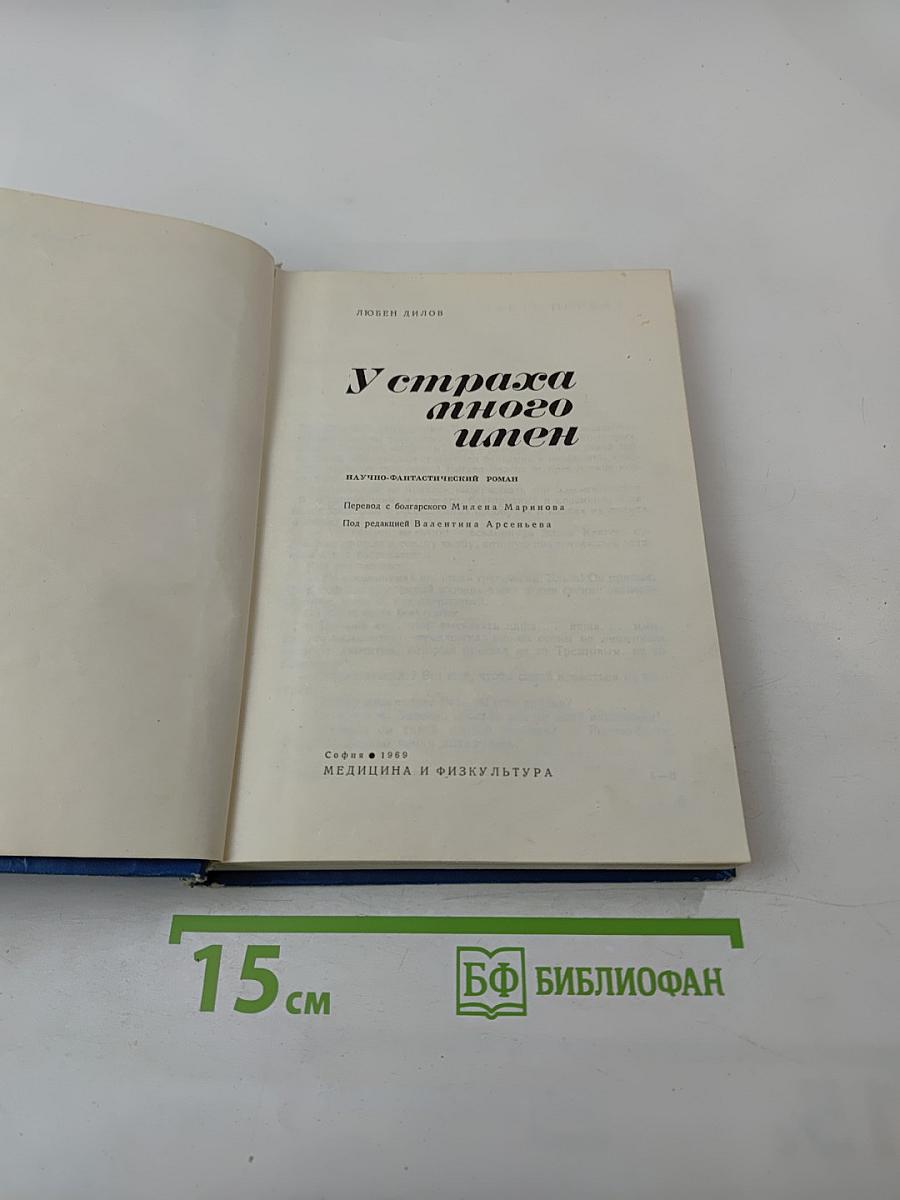 ЛЮБЕН ДИЛОВ
У страха
много
имен
НАУЧНО-ФАНТАСТИЧЕСКИЙ РОМАН
Перевод с болгарского Милена Маринова
Под редакцией Валентина Арсеньева
София ● 1969
МЕДИЦИНА И ФИЗКУЛЬТУРА
15 см
БФ БИБЛИОФАН